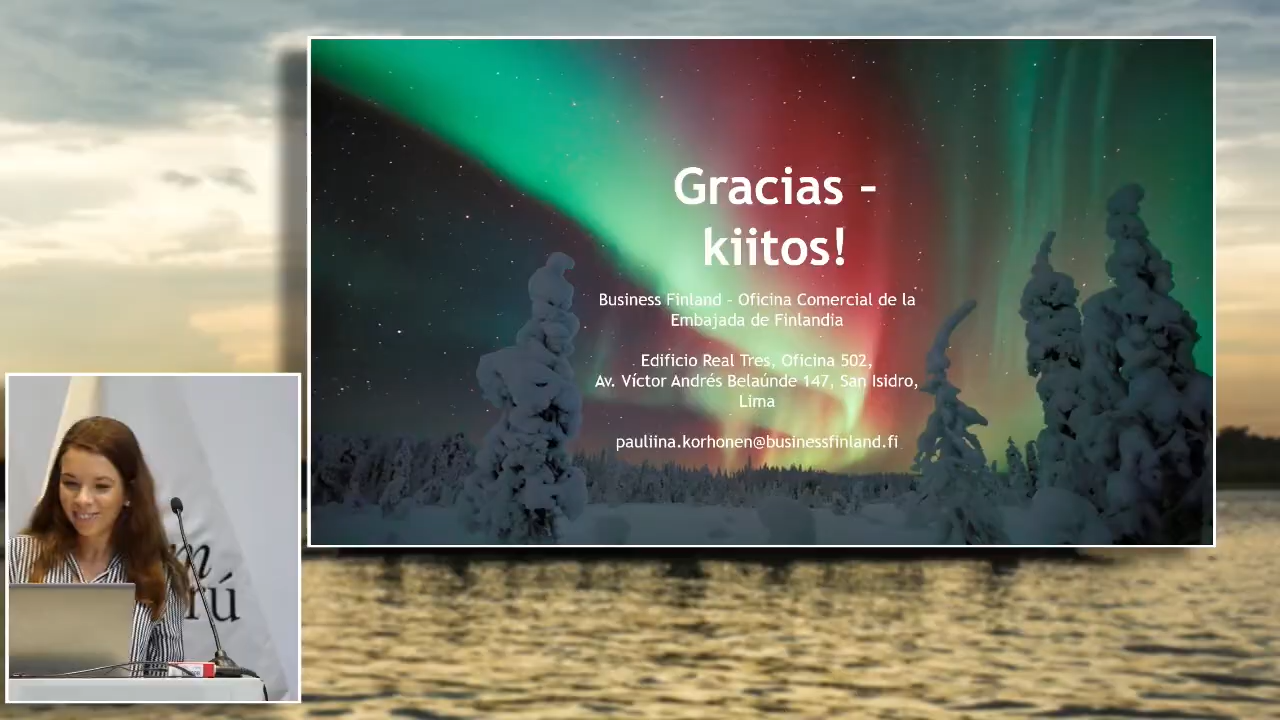 Gracias –
kiitos!
Business Finland – Oficina Comercial de la
Embajada de Finlandia
Edificio Real Tres, Oficina 502,
Av. Víctor Andrés Belaúnde 147, San Isidro,
Lima
pauliina.korhonen@businessfinland.fi